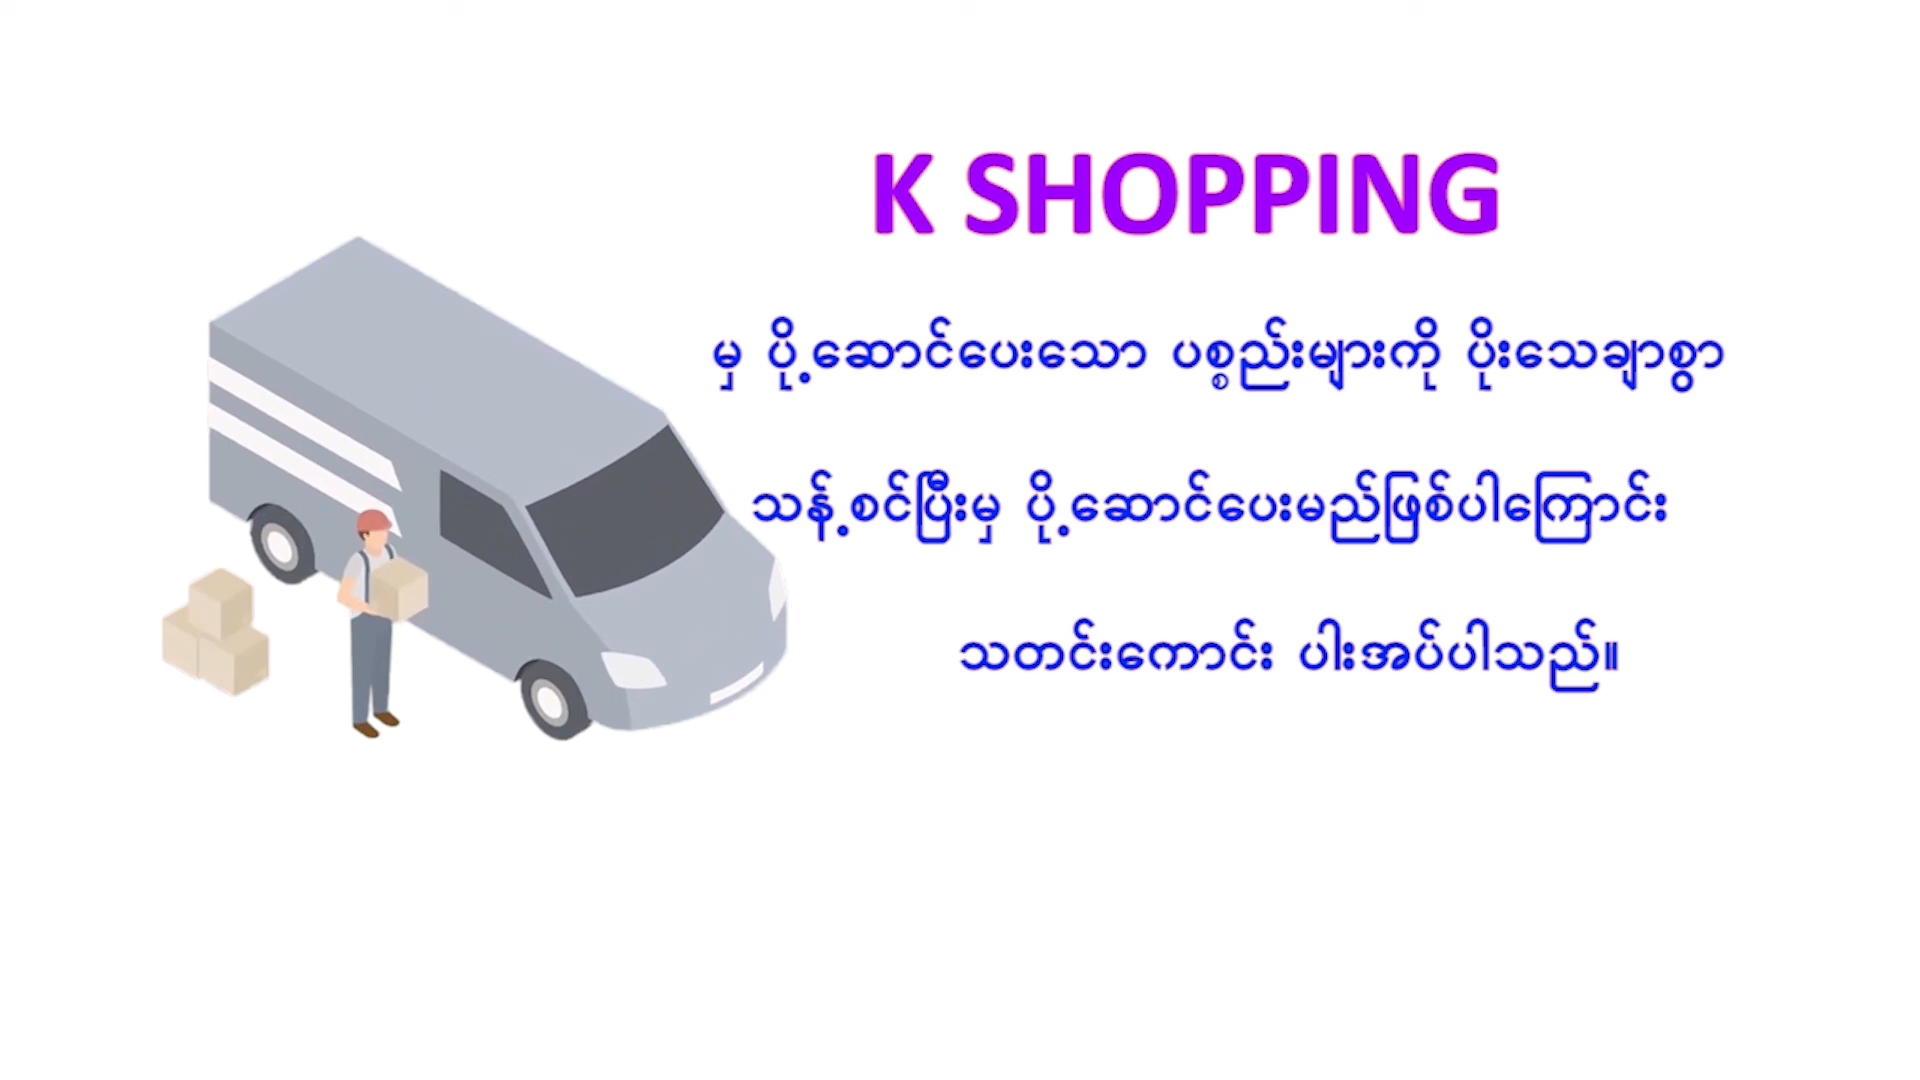 K SHOPPING
မှ ပို့ဆောင်ပေးသော ပစ္စည်းများကို ပိုးသေချာစွာ
သန့်စင်ပြီးမှ ပို့ဆောင်ပေးမည်ဖြစ်ပါကြောင်း
သတင်းကောင်း ပါးအပ်ပါသည်။